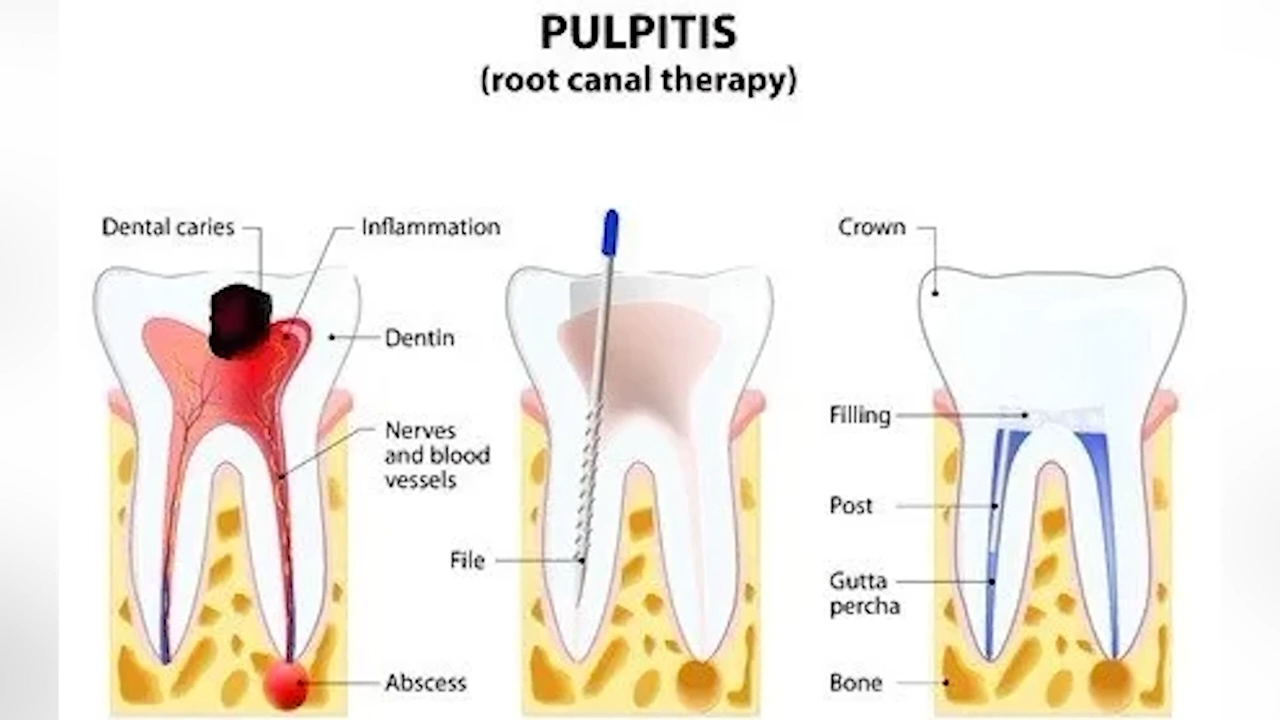 PULPITIS
(root canal therapy)
Dental caries
Inflammation
Dentin
Nerves
and blood
vessels
Abscess
File
Crown
Filling
Post
Gutta
percha
Bone